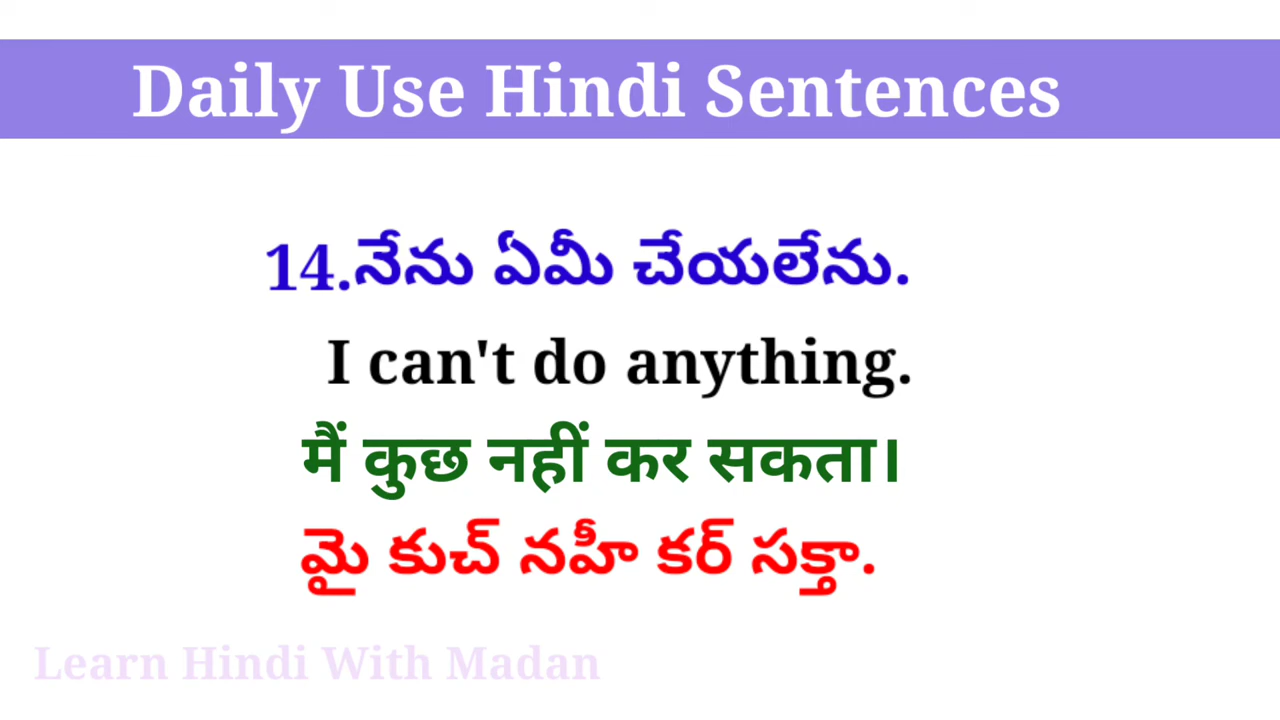 Daily Use Hindi Sentences
14.నేను ఏమీ చేయలేను.
I can't do anything.
मैं कुछ नहीं कर सकता।
మై కుచ్ నహీ కర్ సక్తా.
Learn Hindi With Madan